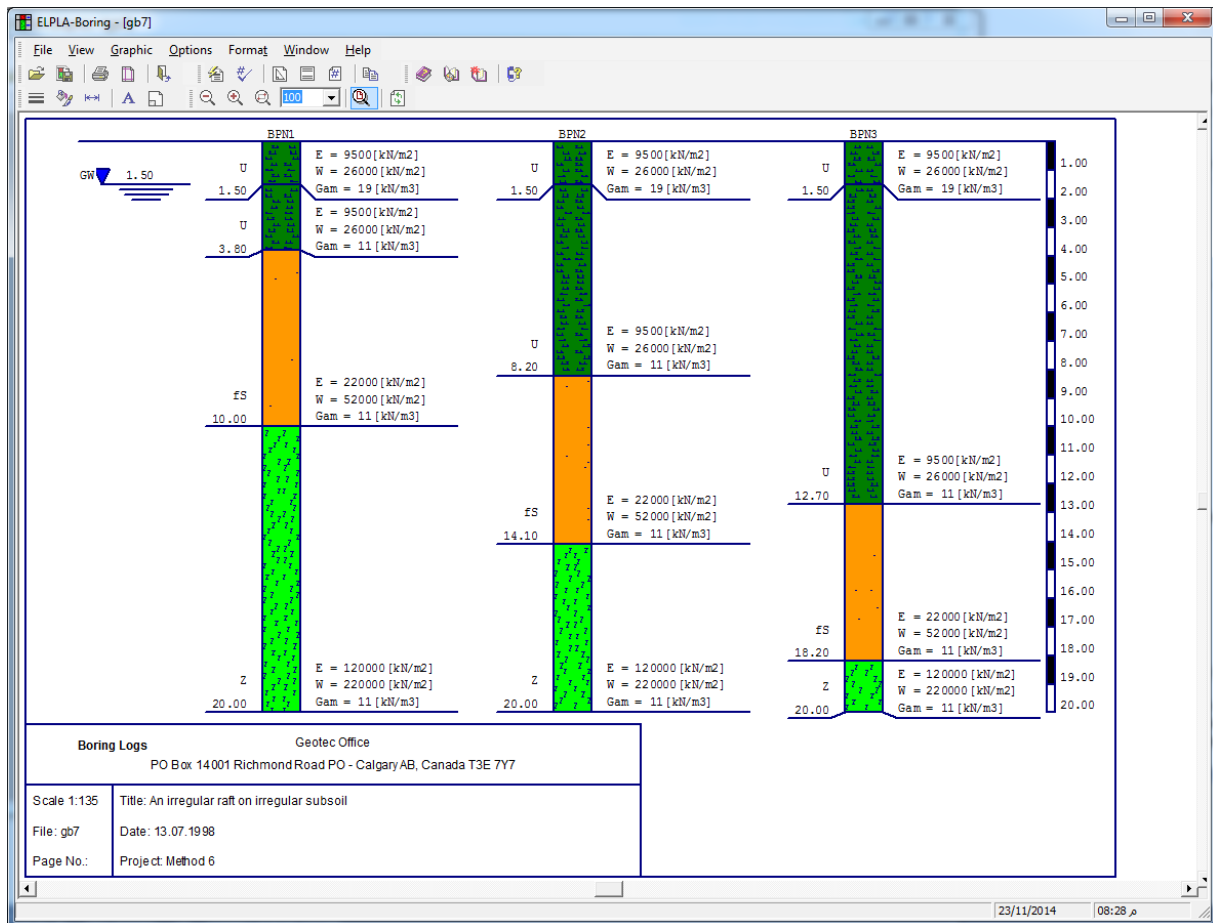 ELPLA-Boring - [gb7]
File View Graphic Options Format Window Help
100
BPN1 BPN2 BPN3
GW 1.50
U
1.50
E = 9500[kN/m2]
W = 26000[kN/m2]
Gam = 19 [kN/m3]
U
3.80
E = 9500[kN/m2]
W = 26000[kN/m2]
Gam = 11 [kN/m3]
fS
10.00
E = 22000[kN/m2]
W = 52000[kN/m2]
Gam = 11 [kN/m3]
Z
20.00
E = 120000[kN/m2]
W = 220000[kN/m2]
Gam = 11 [kN/m3]
U
1.50
E = 9500[kN/m2]
W = 26000[kN/m2]
Gam = 19 [kN/m3]
U
8.20
E = 9500[kN/m2]
W = 26000[kN/m2]
Gam = 11 [kN/m3]
fS
14.10
E = 22000[kN/m2]
W = 52000[kN/m2]
Gam = 11 [kN/m3]
Z
20.00
E = 120000[kN/m2]
W = 220000[kN/m2]
Gam = 11 [kN/m3]
U
1.50
E = 9500[kN/m2]
W = 26000[kN/m2]
Gam = 19 [kN/m3]
U
12.70
E = 9500[kN/m2]
W = 26000[kN/m2]
Gam = 11 [kN/m3]
fS
18.20
E = 22000[kN/m2]
W = 52000[kN/m2]
Gam = 11 [kN/m3]
Z
20.00
E = 120000[kN/m2]
W = 220000[kN/m2]
Gam = 11 [kN/m3]
1.00
2.00
3.00
4.00
5.00
6.00
7.00
8.00
9.00
10.00
11.00
12.00
13.00
14.00
15.00
16.00
17.00
18.00
19.00
20.00
Boring Logs Geotec Office
PO Box 14001 Richmond Road PO - Calgary AB, Canada T3E 7Y7
Scale 1:135 Title: An irregular raft on irregular subsoil
File: gb7 Date: 13.07.1998
Page No.: Project: Method 6
23/11/2014 08:28 م